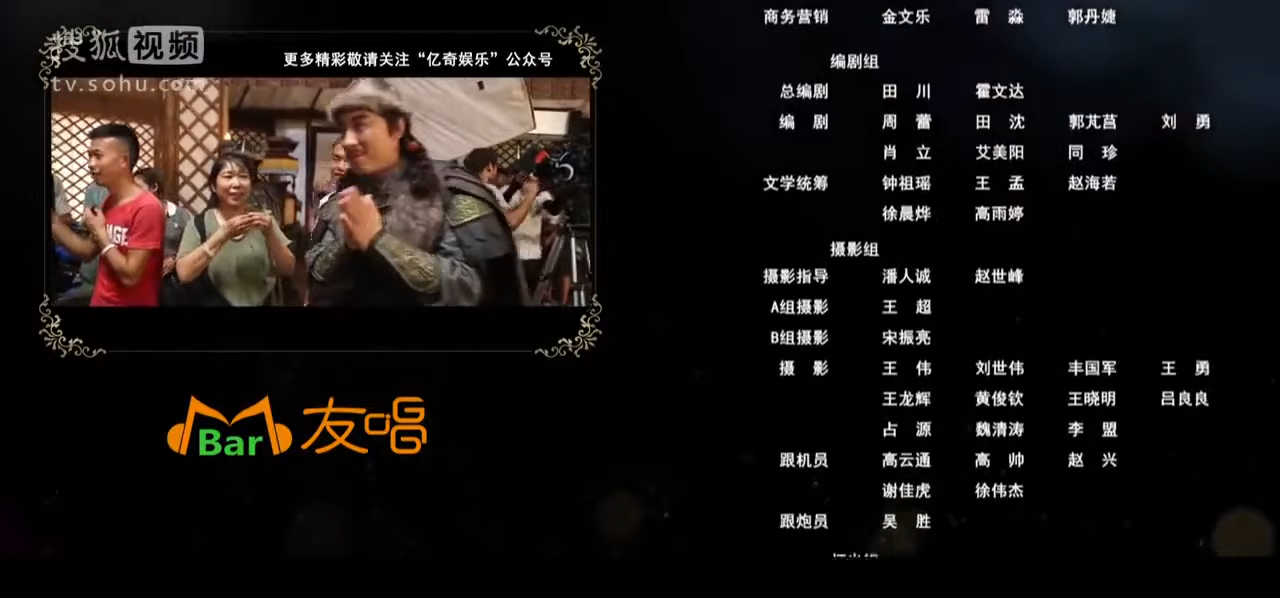 搜狐视频
tv.sohu.com
更多精彩敬请关注“亿奇娱乐”公众号
Bar 友唱
商务营销 金文乐 雷淼 郭丹婕
编剧组
总编剧 田川 霍文达
编剧 周蕾 田沈 郭芃莒 刘勇
肖立 艾美阳 同珍
文学统筹 钟祖瑶 王孟 赵海若
徐晨烨 高雨婷
摄影组
摄影指导 潘人诚 赵世峰
A组摄影 王超
B组摄影 宋振亮
摄影 王伟 刘世伟 丰国军 王勇
王龙辉 黄俊钦 王晓明 吕良良
占源 魏清涛 李盟
跟机员 高云通 高帅 赵兴
谢佳虎 徐伟杰
跟炮员 吴胜